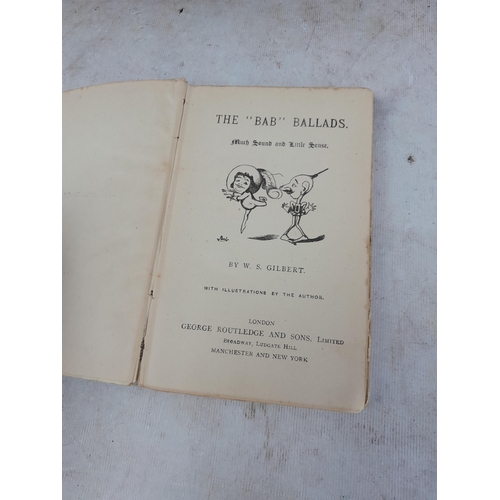 THE "BAB" BALLADS.
Much Sound and Little Sense.
BY W. S. GILBERT.
WITH ILLUSTRATIONS BY THE AUTHOR.
LONDON
GEORGE ROUTLEDGE AND SONS, LIMITED
BROADWAY, LUDGATE HILL.
MANCHESTER AND NEW YORK